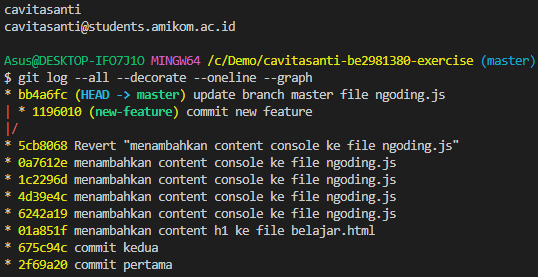 cavitasanti
cavitasanti@students.amikom.ac.id
Asus@DESKTOP-IFO7J1O MINGW64 /c/Demo/cavitasanti-be2981380-exercise (master)
$ git log --all --decorate --oneline --graph
* bb4a6fc (HEAD -> master) update branch master file ngoding.js
| * 1196010 (new-feature) commit new feature
|/
* 5cb8068 Revert "menambahkan content console ke file ngoding.js"
* 0a7612e menambahkan content console ke file ngoding.js
* 1c2296d menambahkan content console ke file ngoding.js
* 4d39e4c menambahkan content console ke file ngoding.js
* 6242a19 menambahkan content console ke file ngoding.js
* 01a851f menambahkan content h1 ke file belajar.html
* 675c94c commit kedua
* 2f69a20 commit pertama